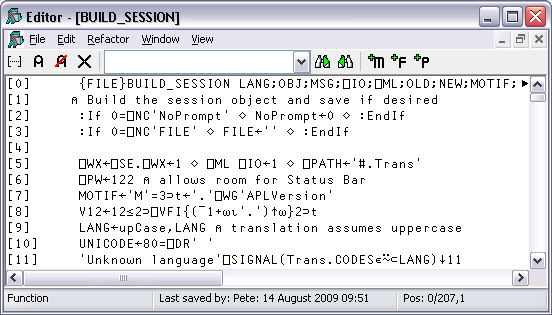 Editor - [BUILD_SESSION]
File Edit Refactor Window View
[0] {FILE}BUILD_SESSION LANG;OBJ;MSG;⎕IO;⎕ML;OLD;NEW;MOTIF;
[1] ⍝ Build the session object and save if desired
[2] :If 0=⎕NC'NoPrompt' ⋄ NoPrompt←0 ⋄ :EndIf
[3] :If 0=⎕NC'FILE' ⋄ FILE←'' ⋄ :EndIf
[4]
[5] ⎕WX←⎕SE.⎕WX←1 ⋄ ⎕ML ⎕IO←1 ⋄ ⎕PATH←'#.Trans'
[6] ⎕PW←122 ⍝ allows room for Status Bar
[7] MOTIF←'M'=3⊃t←'.'⎕WG'APLVersion'
[8] V12←12≤2⊃⎕VFI{(¯1+⍵⍳'.')↑⍵}2⊃t
[9] LANG←upCase,LANG ⍝ translation assumes uppercase
[10] UNICODE←80=⎕DR' '
[11] 'Unknown language'⎕SIGNAL(Trans.CODES∊⍨⊂LANG)↓11
Function Last saved by: Pete: 14 August 2009 09:51 Pos: 0/207,1